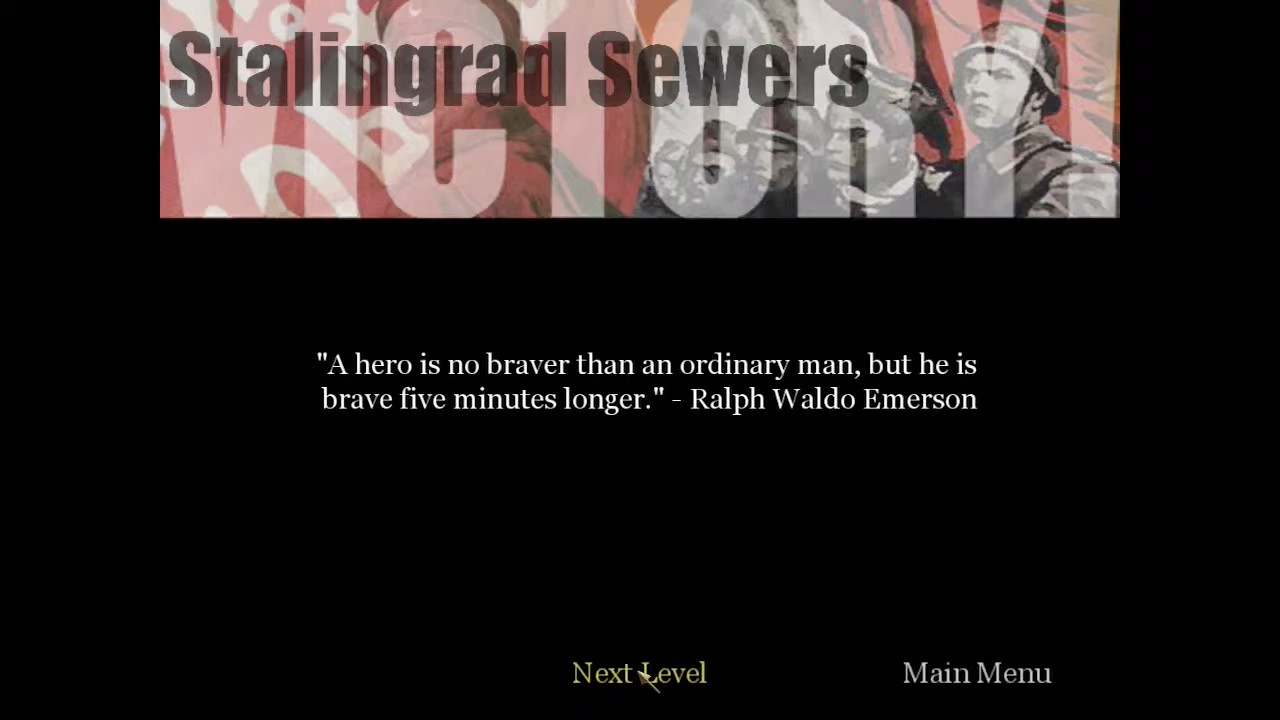 VICTORY
Stalingrad Sewers
"A hero is no braver than an ordinary man, but he is
brave five minutes longer." - Ralph Waldo Emerson
Next Level
Main Menu